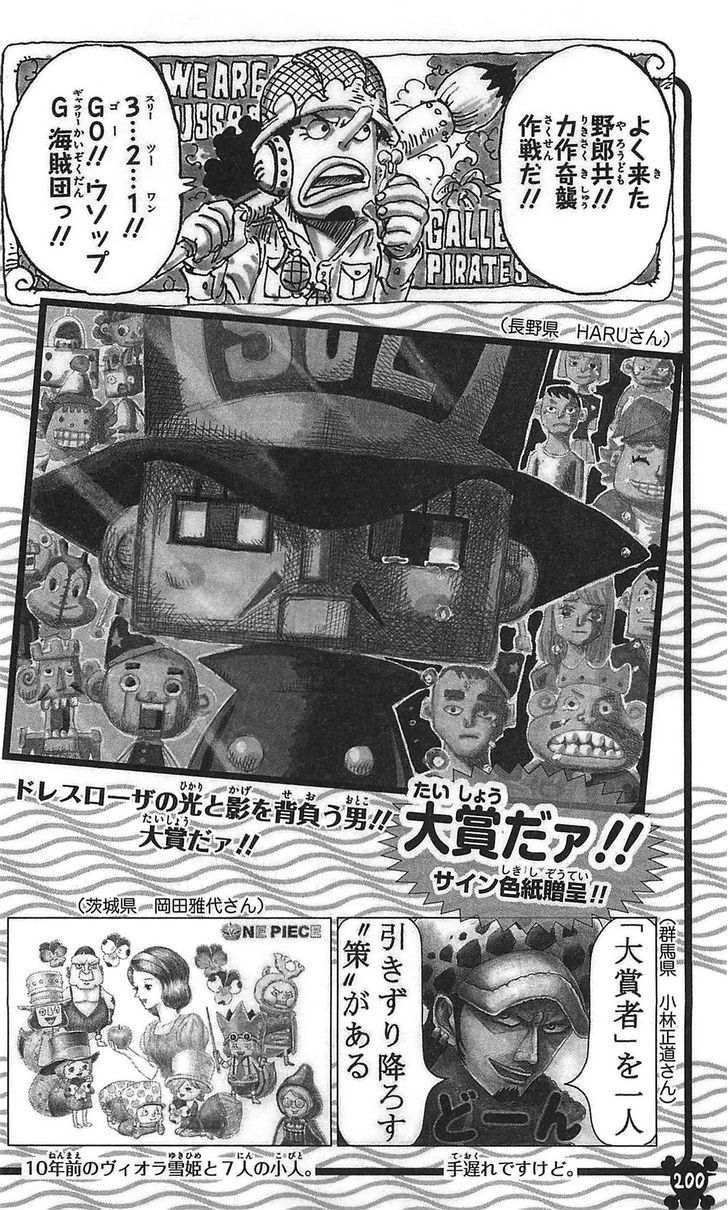 200
よく来た
野郎共!!
力作奇襲
作戦だ!!
3…2…1!!
GO!! ウソップ
G 海賊団っ!!
WE ARE
USSO
GALLE
PIRATES
(長野県 HARUさん)
SOL
ドレスローザの光と影を背負う男!!
大賞だァ!!
大賞だァ!!
サイン色紙贈呈!!
(茨城県 岡田雅代さん)
ONE PIECE
10年前のヴィオラ雪姫と7人の小人。
(群馬県 小林正道さん)
「大賞者」を一人
引きずり降ろす
〝策〟がある
どーん
手遅れですけど。